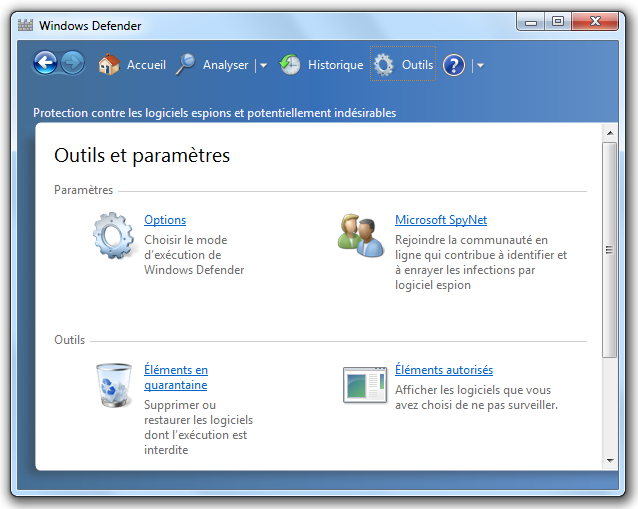 Windows Defender
Accueil
Analyser
Historique
Outils
Protection contre les logiciels espions et potentiellement indésirables
Outils et paramètres
Paramètres
Options
Choisir le mode
d'exécution de
Windows Defender
Microsoft SpyNet
Rejoindre la communauté en
ligne qui contribue à identifier et
à enrayer les infections par
logiciel espion
Outils
Éléments en
quarantaine
Supprimer ou
restaurer les logiciels
dont l'exécution est
interdite
Éléments autorisés
Afficher les logiciels que vous
avez choisi de ne pas surveiller.